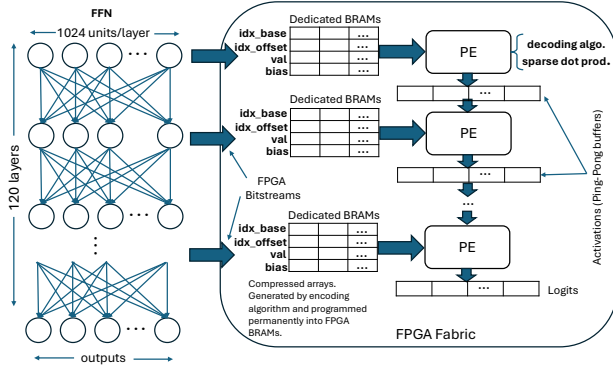 FFN
1024 units/layer
...
120 layers
...
...
...
...
outputs
FPGA
Bitstreams
Dedicated BRAMs
idx_base
idx_offset
val
bias
...
...
...
...
PE
decoding algo.
sparse dot prod.
...
Dedicated BRAMs
idx_base
idx_offset
val
bias
...
...
...
...
PE
...
...
Dedicated BRAMs
idx_base
idx_offset
val
bias
...
...
...
...
PE
...
Logits
Activations (Ping-Pong buffers)
Compressed arrays.
Generated by encoding
algorithm and programmed
permanently into FPGA
BRAMs.
FPGA Fabric